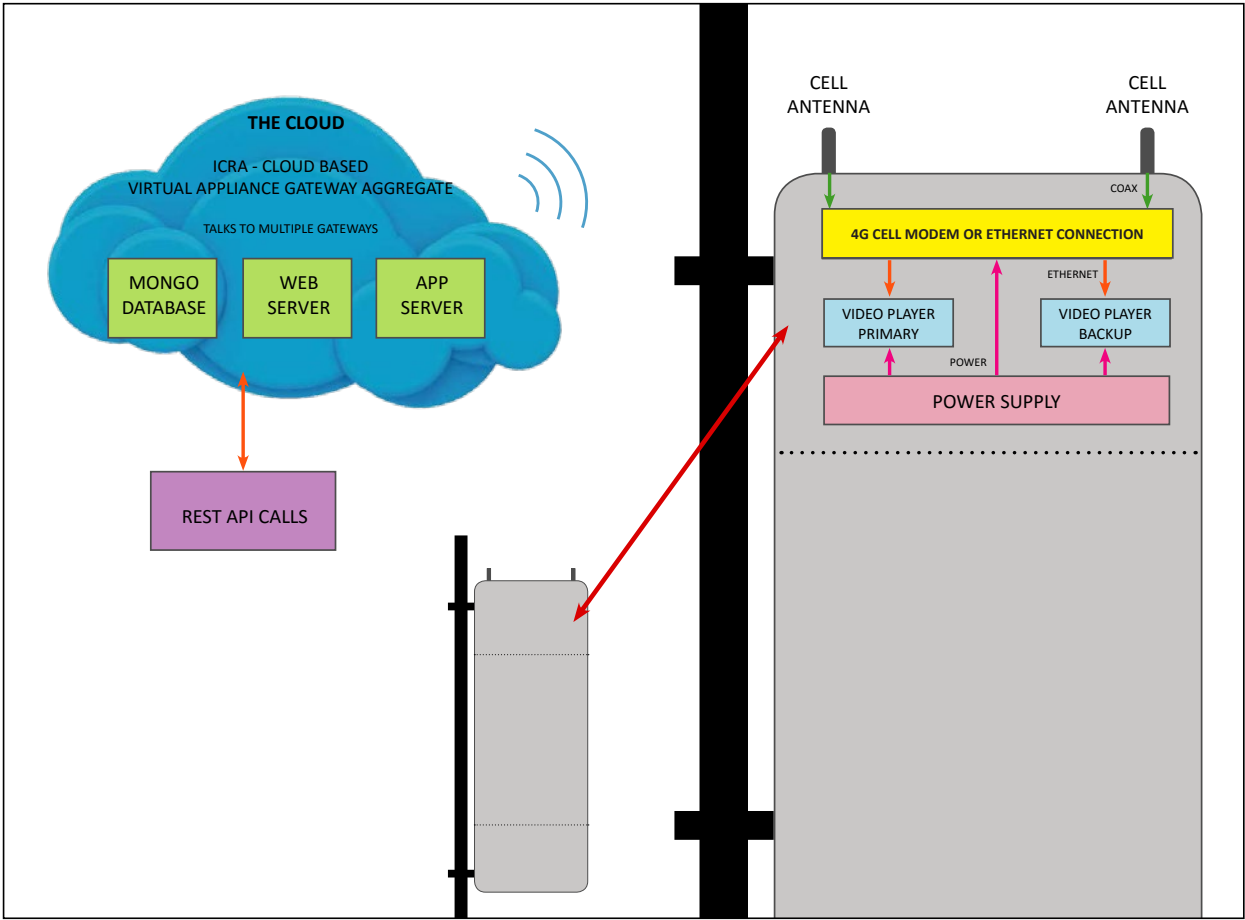 THE CLOUD
ICRA - CLOUD BASED
VIRTUAL APPLIANCE GATEWAY AGGREGATE
TALKS TO MULTIPLE GATEWAYS
MONGO
DATABASE
WEB
SERVER
APP
SERVER
REST API CALLS
CELL
ANTENNA
CELL
ANTENNA
COAX
4G CELL MODEM OR ETHERNET CONNECTION
ETHERNET
VIDEO PLAYER
PRIMARY
VIDEO PLAYER
BACKUP
POWER
POWER SUPPLY